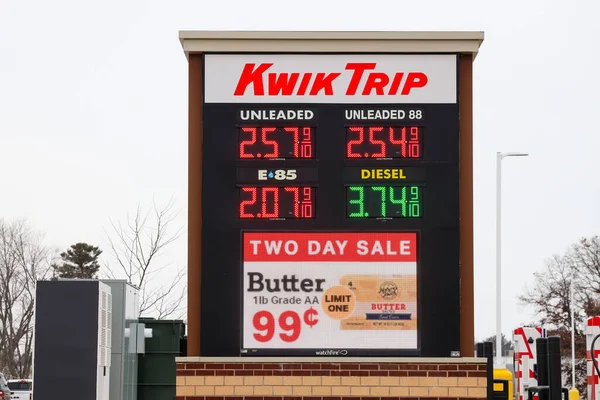 KWIK TRIP
UNLEADED UNLEADED 88
2.57 9/10 2.54 9/10
E-85 DIESEL
2.07 9/10 3.74 9/10
TWO DAY SALE
Butter
1lb Grade AA
LIMIT ONE
BUTTER
99¢
watchfire